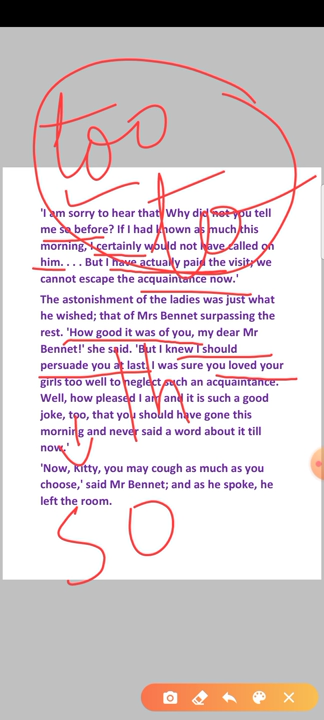 too
to
'I am sorry to hear that. Why did not you tell
me so before? If I had known as much this
morning, I certainly would not have called on
him. . . . But I have actually paid the visit, we
cannot escape the acquaintance now.'
The astonishment of the ladies was just what
he wished; that of Mrs Bennet surpassing the
rest. 'How good it was of you, my dear Mr
Bennet!' she said. 'But I knew I should
persuade you at last. I was sure you loved your
girls too well to neglect such an acquaintance.
Well, how pleased I am and it is such a good
joke, too, that you should have gone this
morning and never said a word about it till
now.'
'Now, Kitty, you may cough as much as you
choose,' said Mr Bennet; and as he spoke, he
left the room.
Th
so